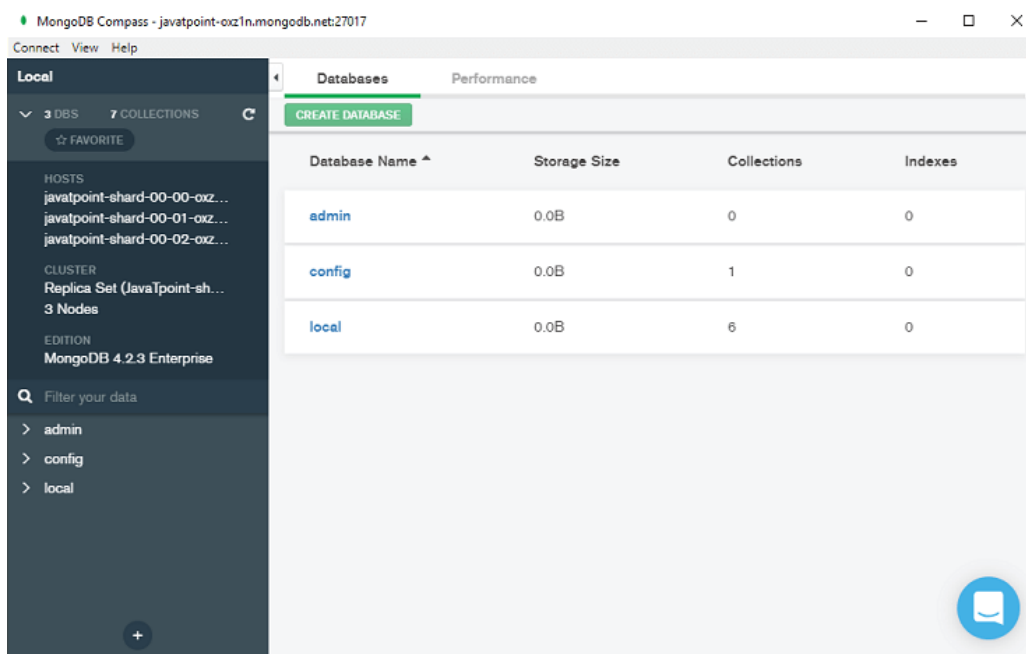 MongoDB Compass - javatpoint-oxz1n.mongodb.net:27017
Connect View Help
Local
3 DBS 7 COLLECTIONS
☆ FAVORITE
HOSTS
javatpoint-shard-00-00-oxz...
javatpoint-shard-00-01-oxz...
javatpoint-shard-00-02-oxz...
CLUSTER
Replica Set (JavaTpoint-sh...
3 Nodes
EDITION
MongoDB 4.2.3 Enterprise
Filter your data
admin
config
local
Databases Performance
CREATE DATABASE
Database Name Storage Size Collections Indexes
admin 0.0B 0 0
config 0.0B 1 0
local 0.0B 6 0